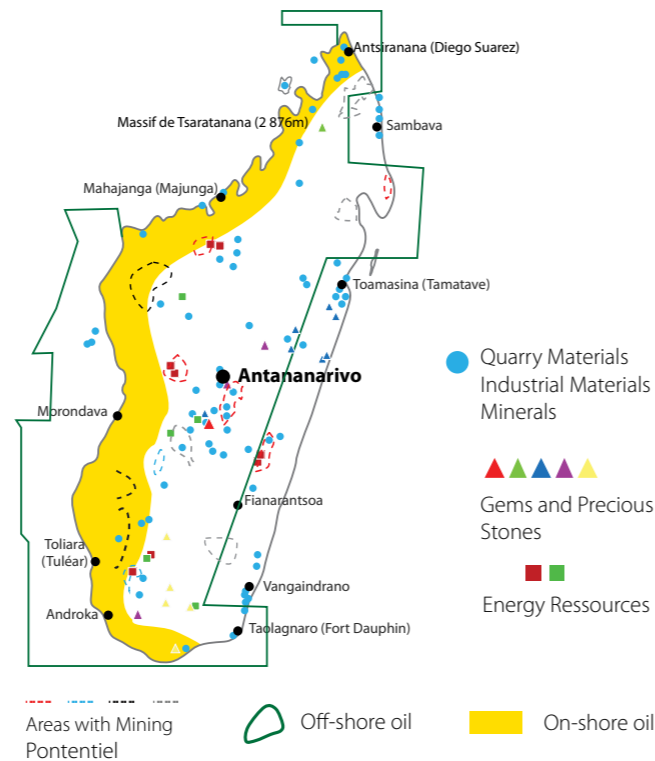 Antsiranana (Diego Suarez)
Massif de Tsaratanana (2 876m)
Sambava
Mahajanga (Majunga)
Toamasina (Tamatave)
Antananarivo
Morondava
Fianarantsoa
Toliara
(Tuléar)
Vangaindrano
Androka
Taolagnaro (Fort Dauphin)
Quarry Materials
Industrial Materials
Minerals
Gems and Precious
Stones
Energy Ressources
Areas with Mining
Pontentiel
Off-shore oil
On-shore oil